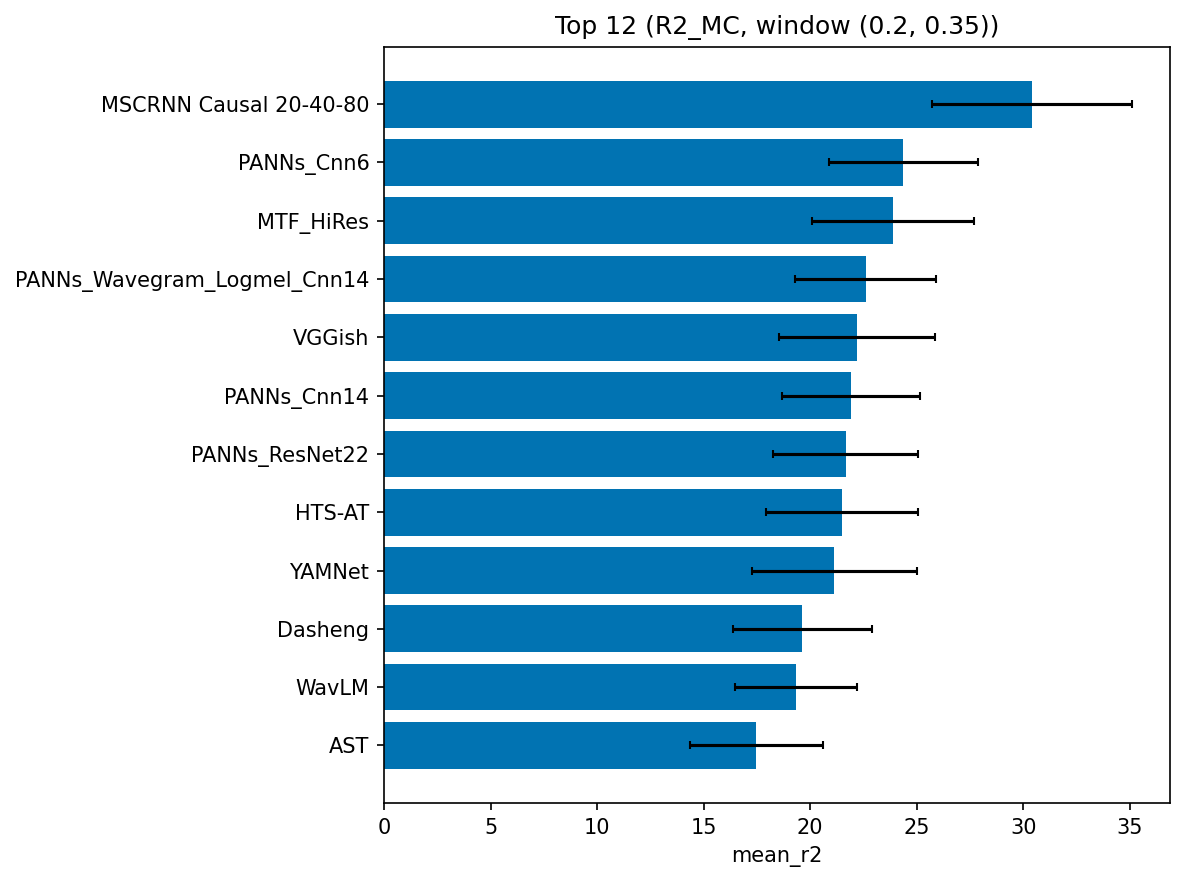 Top 12 (R2_MC, window (0.2, 0.35))
MSCRNN Causal 20-40-80
PANNs_Cnn6
MTF_HiRes
PANNs_Wavegram_Logmel_Cnn14
VGGish
PANNs_Cnn14
PANNs_ResNet22
HTS-AT
YAMNet
Dasheng
WavLM
AST
0 5 10 15 20 25 30 35
mean_r2